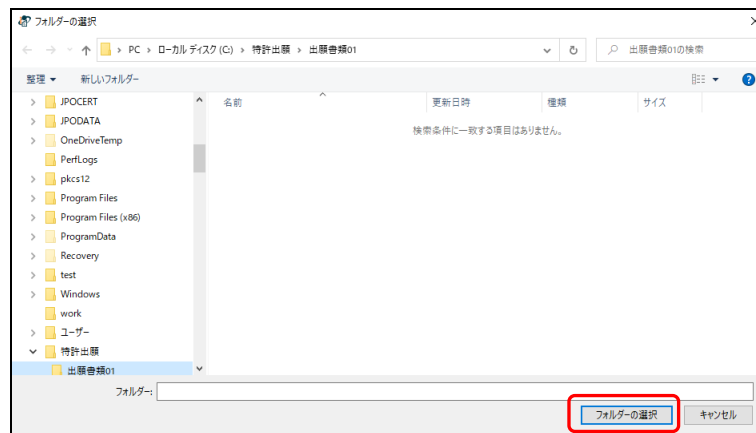 フォルダーの選択
PC › ローカル ディスク (C:) › 特許出願 › 出願書類01
出願書類01の検索
整理 新しいフォルダー
名前 更新日時 種類 サイズ
検索条件に一致する項目はありません。
JPOCERT
JPODATA
OneDriveTemp
PerfLogs
pkcs12
Program Files
Program Files (x86)
ProgramData
Recovery
test
Windows
work
ユーザー
特許出願
出願書類01
フォルダー:
フォルダーの選択 キャンセル